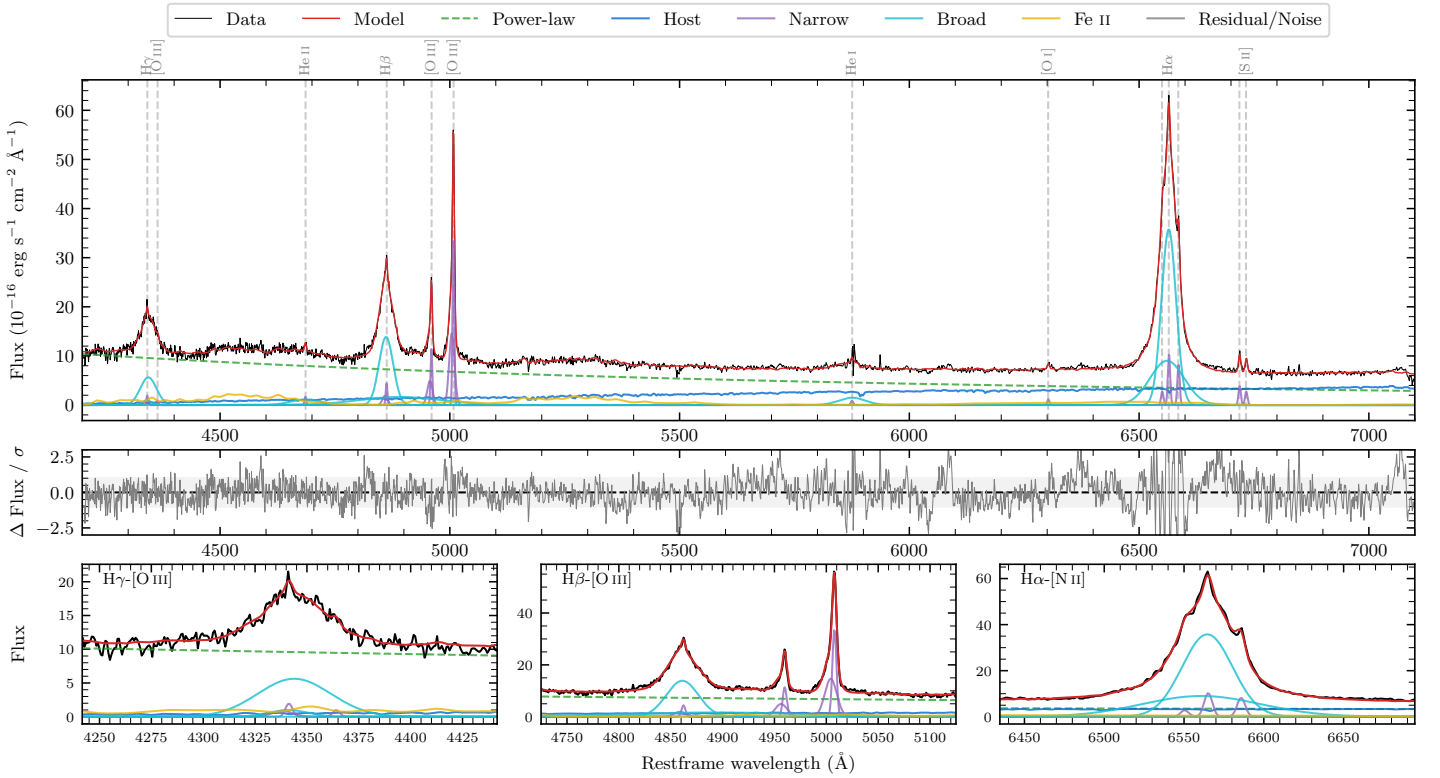 Data Model Power-law Host Narrow Broad Fe II Residual/Noise
Hγ [O III] He II Hβ [O III] [O III] He I [O I] Hα [S II]
Flux (10⁻¹⁶ erg s⁻¹ cm⁻² Å⁻¹)
60
50
40
30
20
10
0
4500 5000 5500 6000 6500 7000
Δ Flux / σ
2.5
0.0
−2.5
4500 5000 5500 6000 6500 7000
Flux
Hγ-[O III]
20
15
10
5
0
4250 4275 4300 4325 4350 4375 4400 4425
Hβ-[O III]
40
20
0
4750 4800 4850 4900 4950 5000 5050 5100
Hα-[N II]
60
40
20
0
6450 6500 6550 6600 6650
Restframe wavelength (Å)